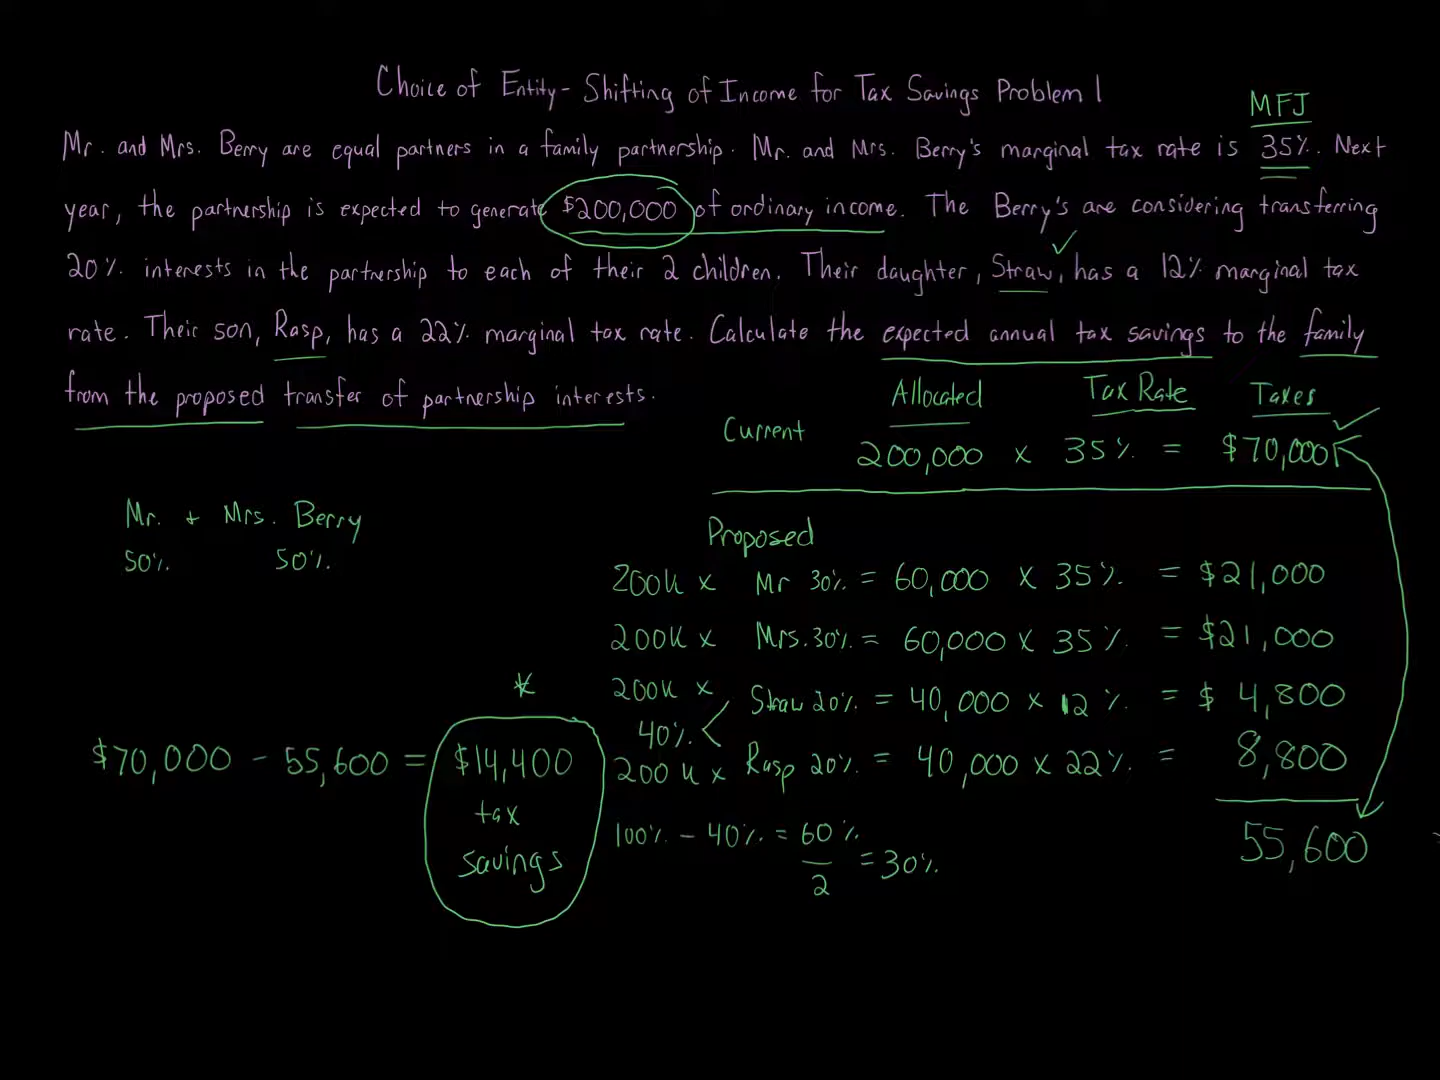 Choice of Entity- Shifting of Income for Tax Savings Problem 1
MFJ
Mr. and Mrs. Berry are equal partners in a family partnership. Mr. and Mrs. Berry's marginal tax rate is 35%. Next
year, the partnership is expected to generate $200,000 of ordinary income. The Berry's are considering transferring
20% interests in the partnership to each of their 2 children. Their daughter, Straw, has a 12% marginal tax
rate. Their son, Rasp, has a 22% marginal tax rate. Calculate the expected annual tax savings to the family
from the proposed transfer of partnership interests.
Allocated Tax Rate Taxes
Current 200,000 x 35% = $70,000
Mr. + Mrs. Berry
50% 50%
Proposed
200K x Mr 30% = 60,000 x 35% = $21,000
200K x Mrs. 30% = 60,000 x 35% = $21,000
200K x Straw 20% = 40,000 x 12% = $4,800
40%
200K x Rasp 20% = 40,000 x 22% = 8,800
55,600
100% - 40% = 60%
2
= 30%
*
$70,000 - 55,600 = $14,400
tax
savings